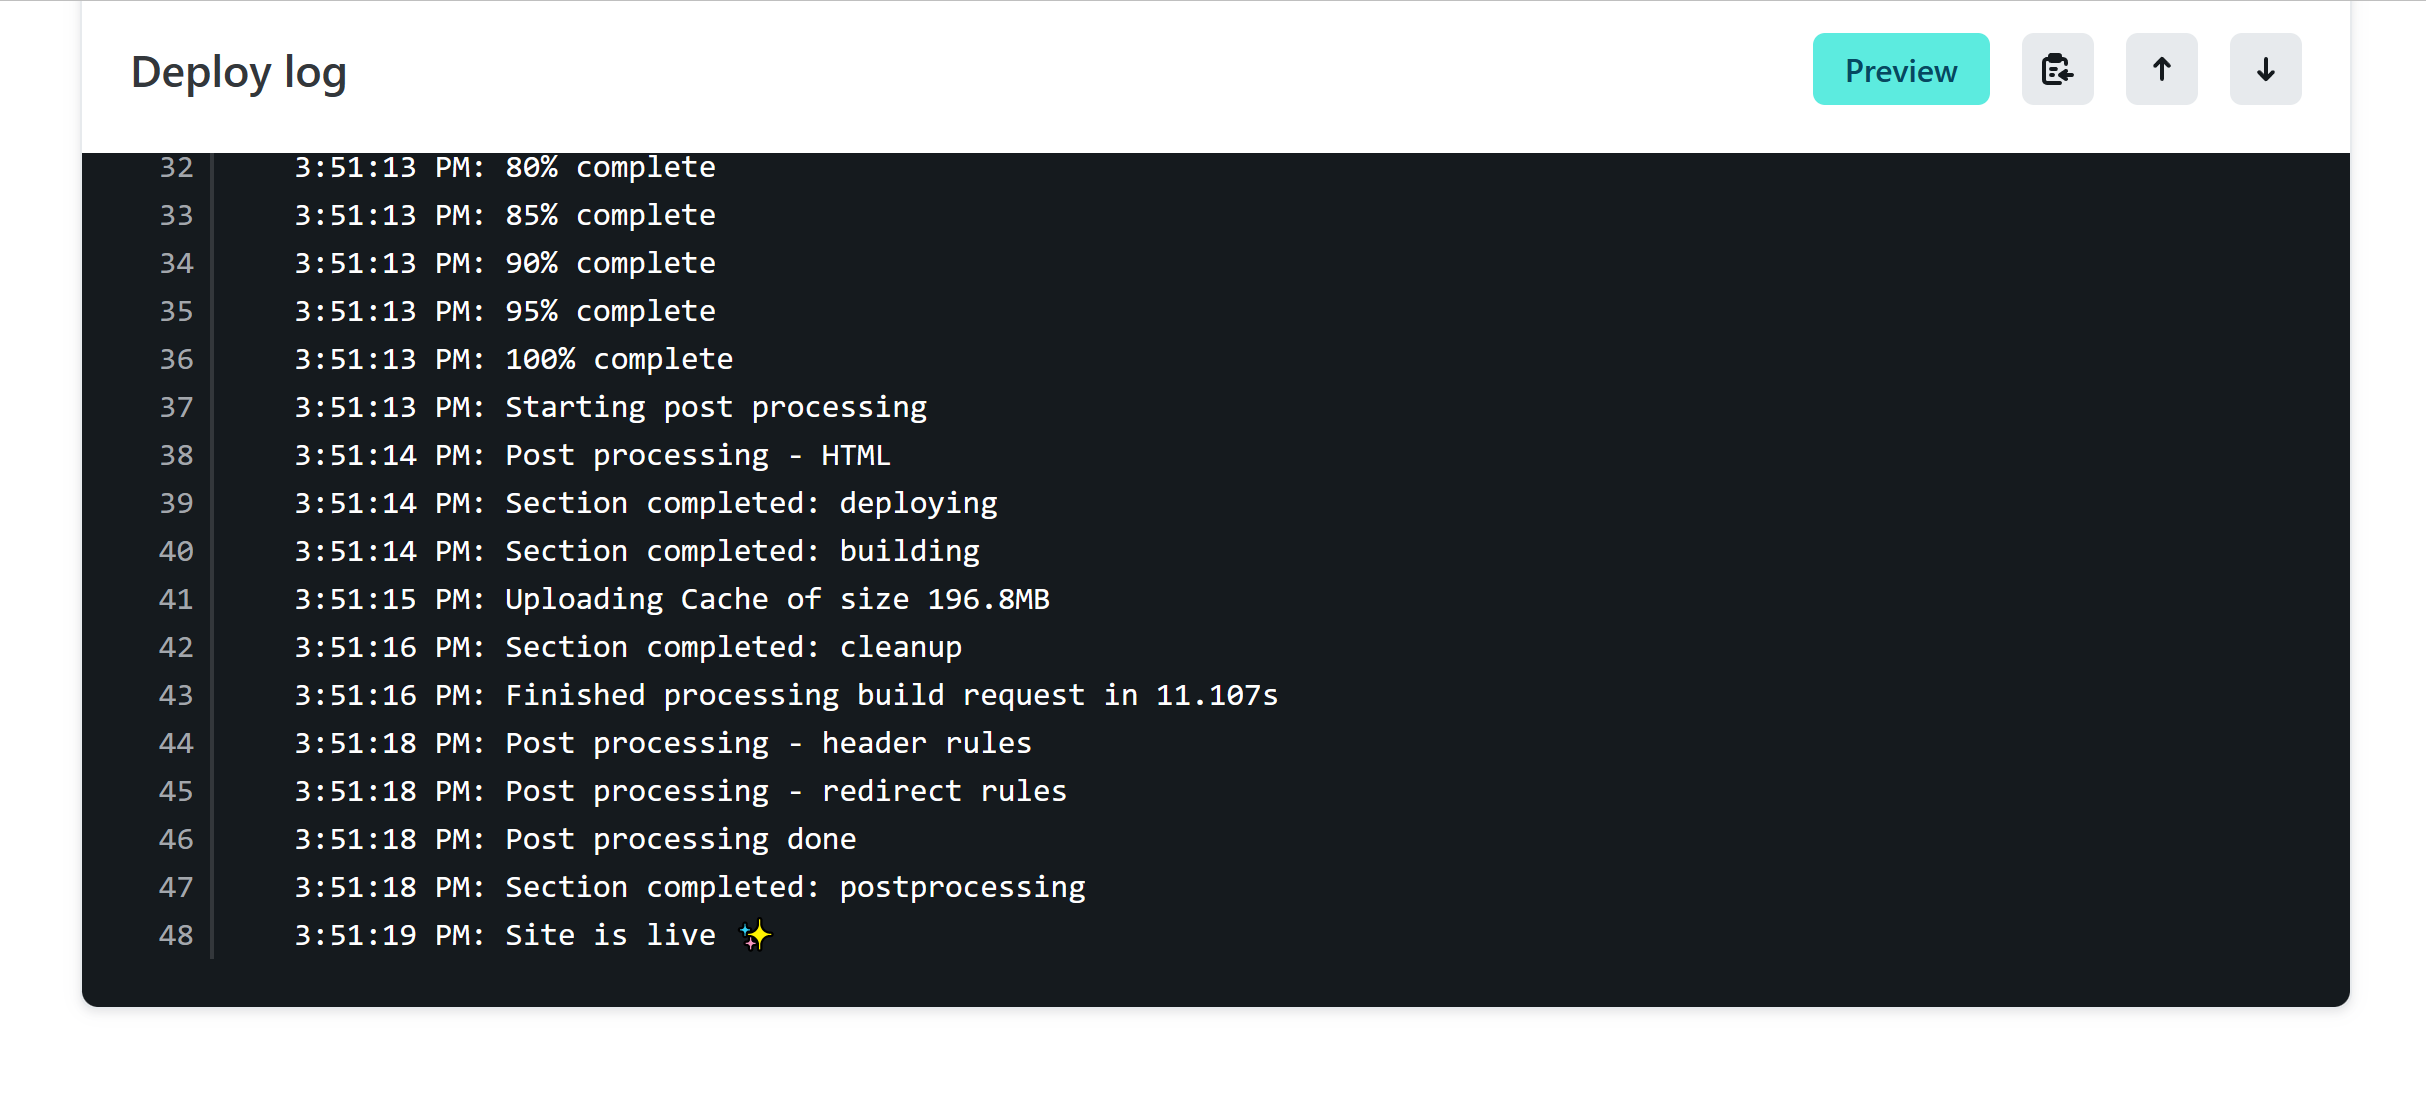 Deploy log
Preview
32 3:51:13 PM: 80% complete
33 3:51:13 PM: 85% complete
34 3:51:13 PM: 90% complete
35 3:51:13 PM: 95% complete
36 3:51:13 PM: 100% complete
37 3:51:13 PM: Starting post processing
38 3:51:14 PM: Post processing - HTML
39 3:51:14 PM: Section completed: deploying
40 3:51:14 PM: Section completed: building
41 3:51:15 PM: Uploading Cache of size 196.8MB
42 3:51:16 PM: Section completed: cleanup
43 3:51:16 PM: Finished processing build request in 11.107s
44 3:51:18 PM: Post processing - header rules
45 3:51:18 PM: Post processing - redirect rules
46 3:51:18 PM: Post processing done
47 3:51:18 PM: Section completed: postprocessing
48 3:51:19 PM: Site is live ✨